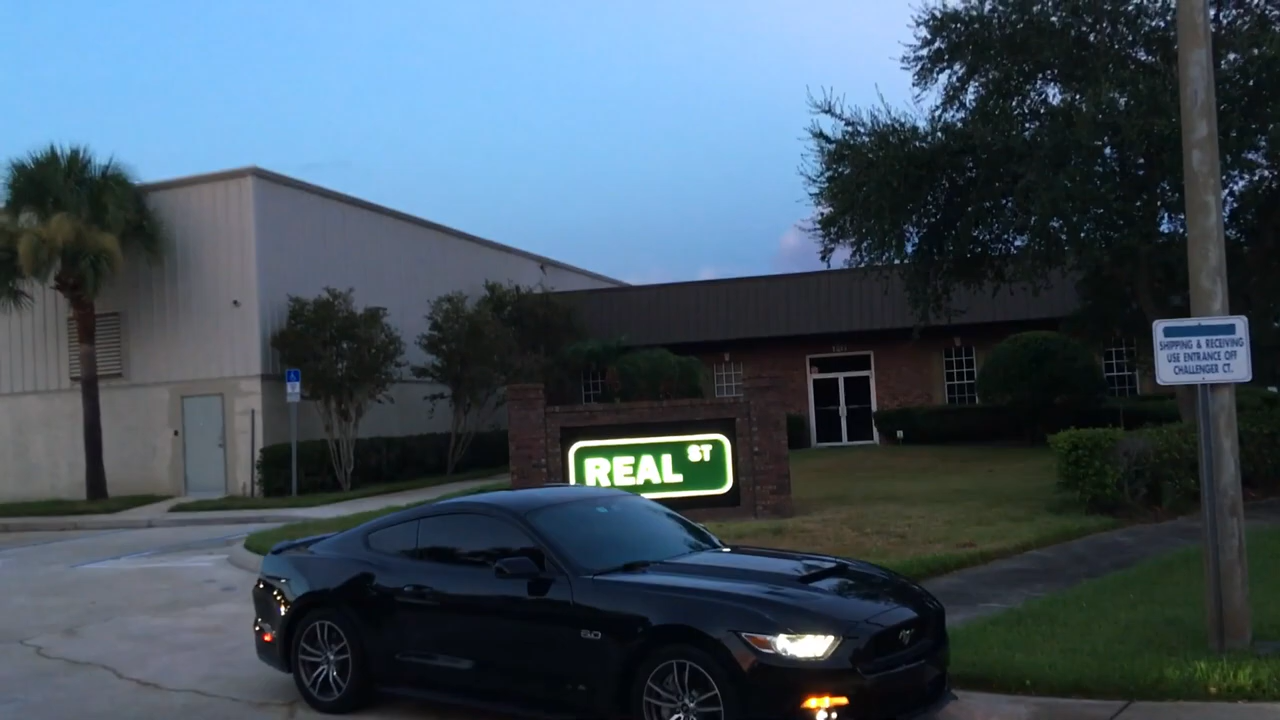 REAL ST
SHIPPING & RECEIVING
USE ENTRANCE OFF
CHALLENGER CT.
5.0